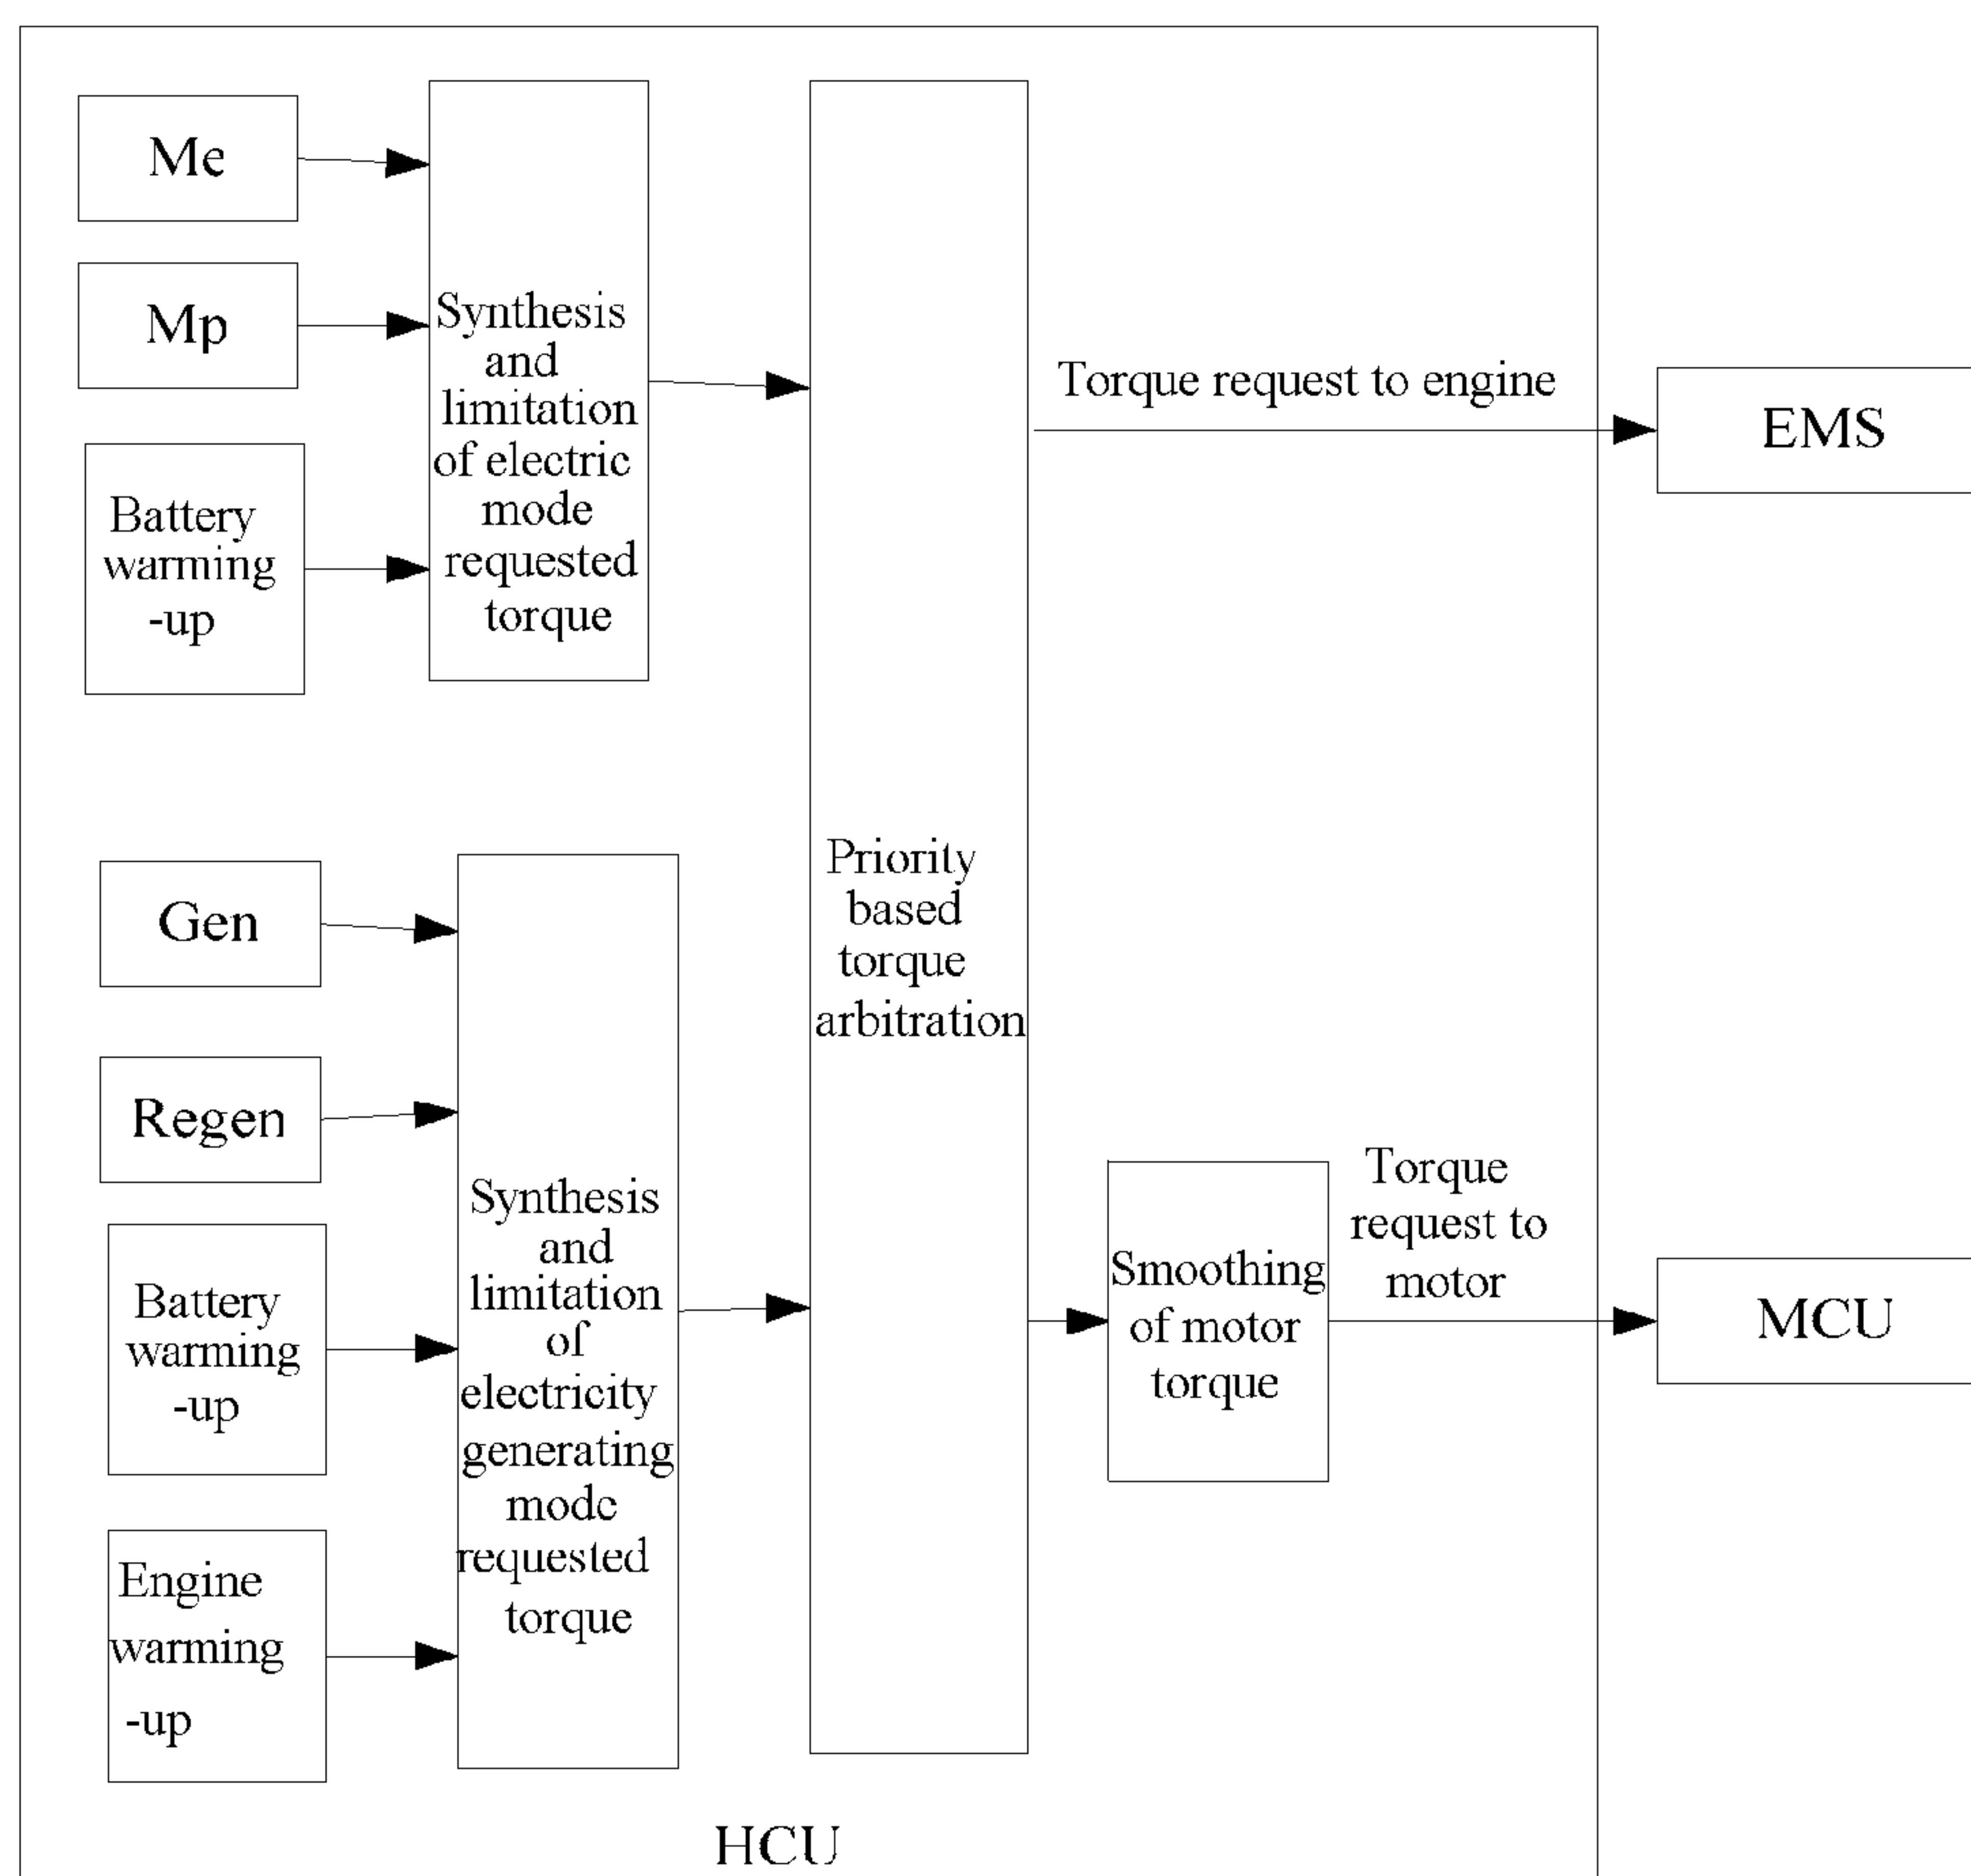 Me
Mp
Battery
warming
-up
Synthesis
and
limitation
of electric
mode
requested
torque
Gen
Regen
Battery
warming
-up
Engine
warming
-up
Synthesis
and
limitation
of
electricity
generating
mode
requested
torque
Priority
based
torque
arbitration
Torque request to engine
EMS
Smoothing
of motor
torque
Torque
request to
motor
MCU
HCU